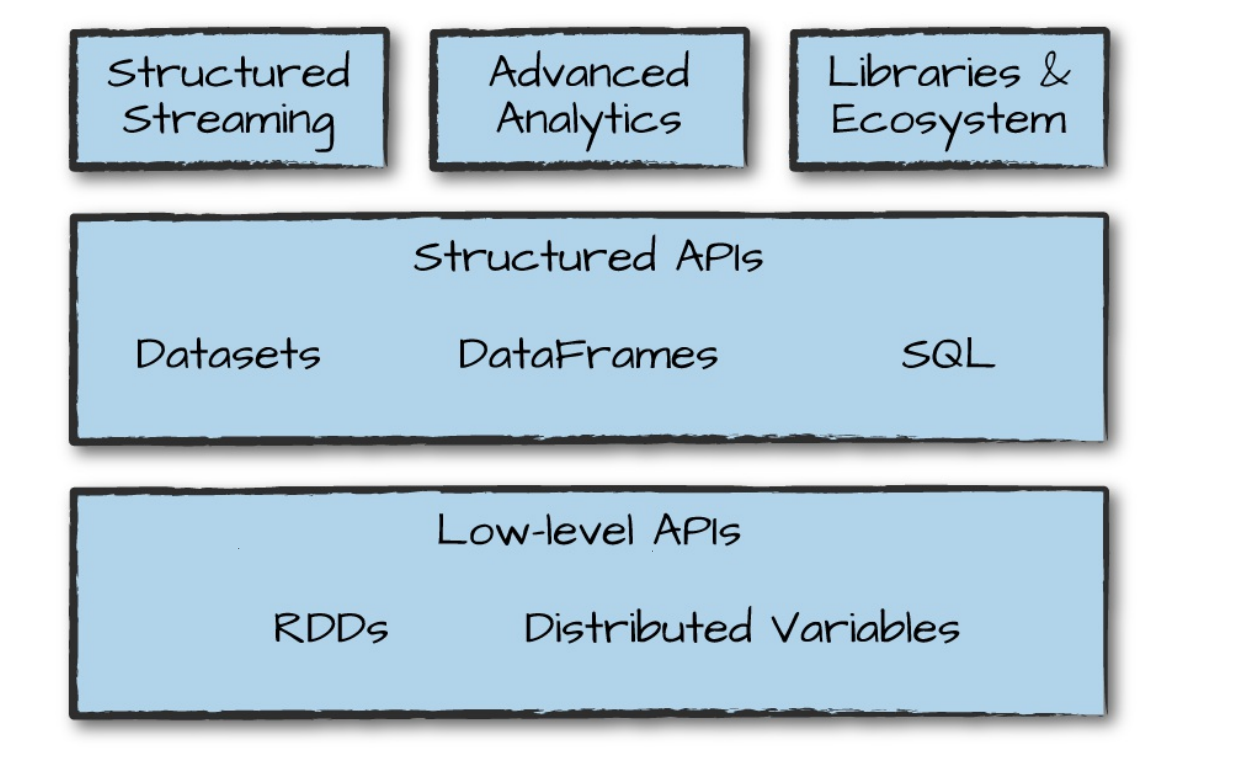 Structured
Streaming
Advanced
Analytics
Libraries &
Ecosystem
Structured APIs
Datasets DataFrames SQL
Low-level APIs
RDDs Distributed Variables